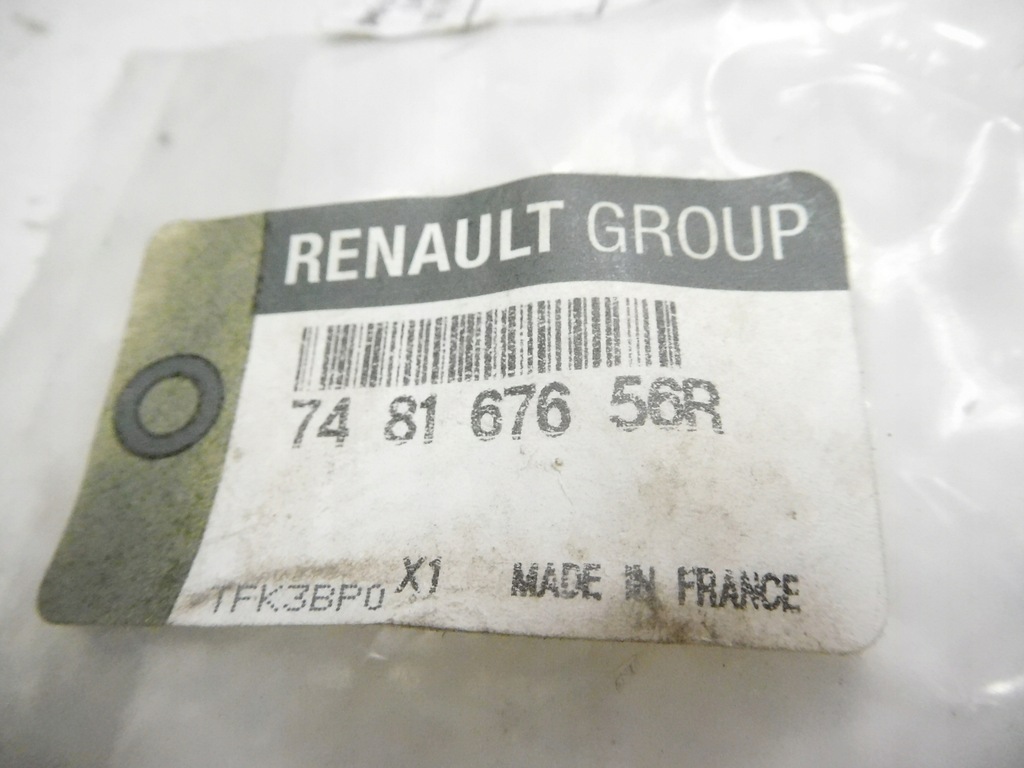 RENAULT GROUP
74 81 676 56R
TFK3BP0 X1 MADE IN FRANCE